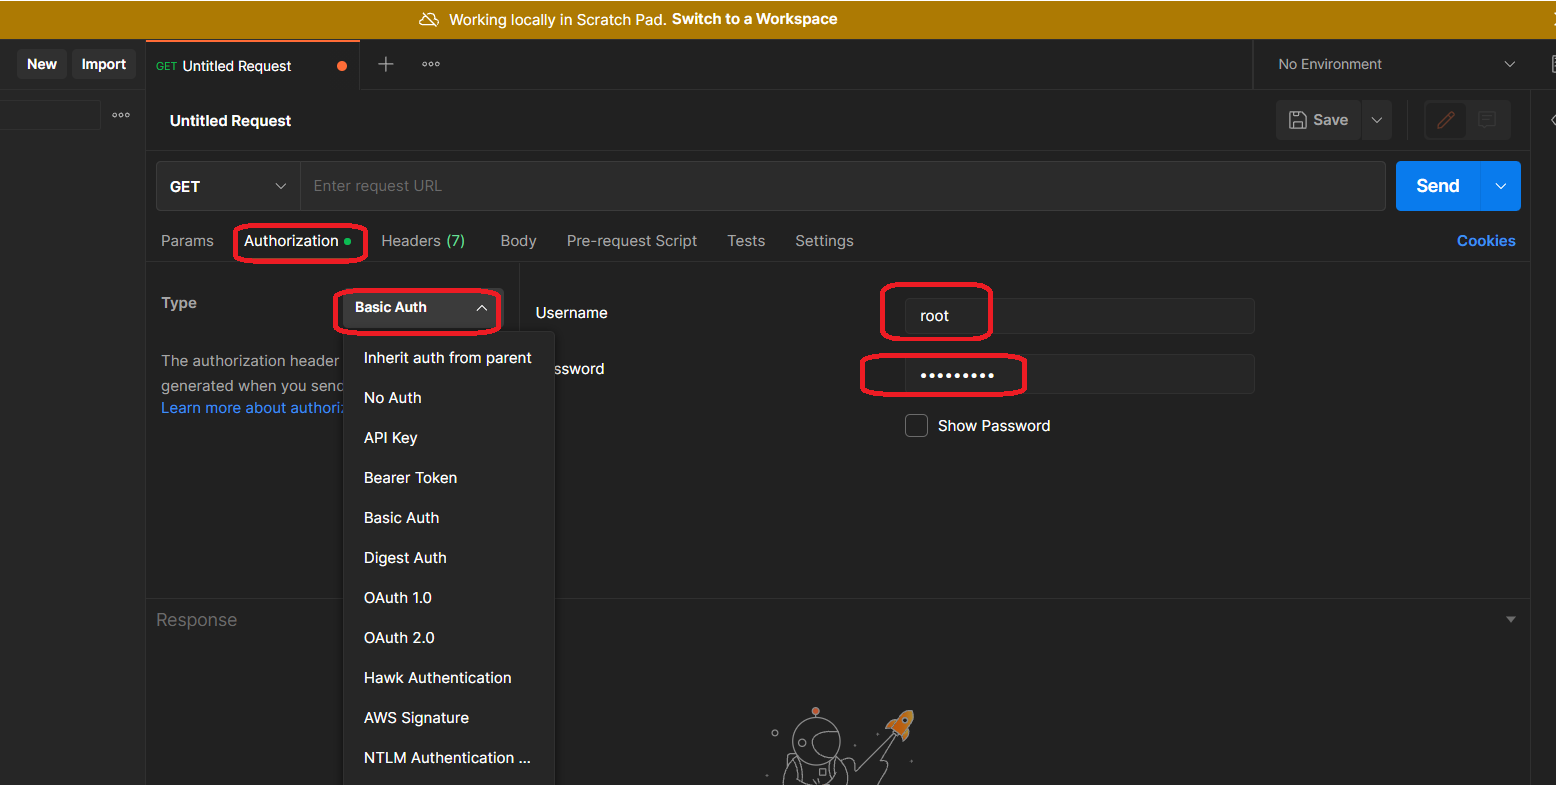 Working locally in Scratch Pad. Switch to a Workspace
New
Import
GET Untitled Request
No Environment
Untitled Request
Save
GET
Enter request URL
Send
Params
Authorization
Headers (7)
Body
Pre-request Script
Tests
Settings
Cookies
Type
Basic Auth
The authorization header
generated when you send
Learn more about
Inherit auth from parent
No Auth
API Key
Bearer Token
Basic Auth
Digest Auth
OAuth 1.0
OAuth 2.0
Hawk Authentication
AWS Signature
NTLM Authentication ...
Username
root
ssword
•••••••••
Show Password
Response